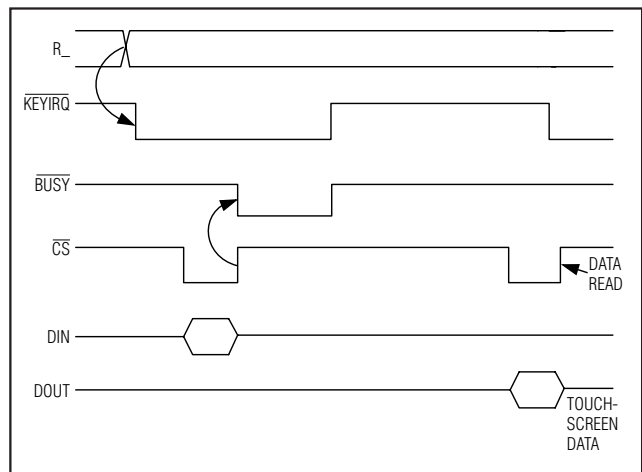 R_
KEYIRQ
BUSY
CS
DATA
READ
DIN
DOUT
TOUCH-
SCREEN
DATA